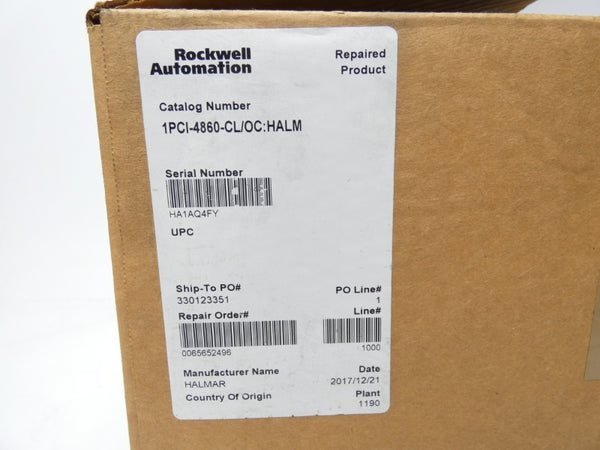 Rockwell Automation
Repaired Product
Catalog Number
1PCI-4860-CL/OC:HALM
Serial Number
HA1AQ4FY
UPC
Ship-To PO# PO Line#
330123351 1
Repair Order# Line#
0065652496 1000
Manufacturer Name Date
HALMAR 2017/12/21
Country Of Origin Plant
1190